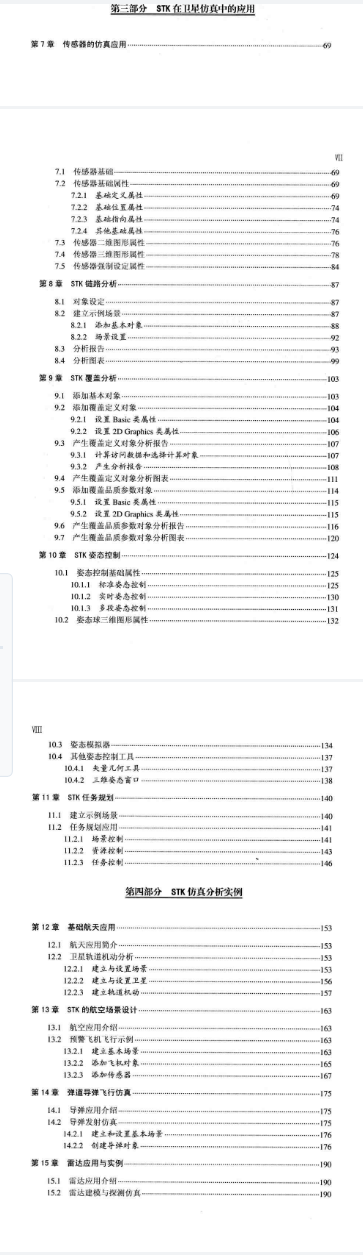 第三部分 STK 在卫星仿真中的应用
第 7 章 传感器的仿真应用 69
VII
7.1 传感器基础 69
7.2 传感器基础属性 69
7.2.1 基础定义属性 69
7.2.2 基础位置属性 74
7.2.3 基础指向属性 74
7.2.4 其他基础属性 76
7.3 传感器二维图形属性 76
7.4 传感器三维图形属性 78
7.5 传感器强制设定属性 84
第 8 章 STK 链路分析 87
8.1 对象设定 87
8.2 建立示例场景 87
8.2.1 添加基本对象 88
8.2.2 场景设置 92
8.3 分析报告 93
8.4 分析图表 99
第 9 章 STK 覆盖分析 103
9.1 添加基本对象 103
9.2 添加覆盖定义对象 104
9.2.1 设置 Basic 类属性 104
9.2.2 设置 2D Graphics 类属性 106
9.3 产生覆盖定义对象分析报告 107
9.3.1 计算访问数据和选择计算对象 107
9.3.2 产生分析报告 108
9.4 产生覆盖定义对象分析图表 111
9.5 添加覆盖品质参数对象 114
9.5.1 设置 Basic 类属性 115
9.5.2 设置 2D Graphics 类属性 115
9.6 产生覆盖品质参数对象分析报告 116
9.7 产生覆盖品质参数对象分析图表 120
第 10 章 STK 姿态控制 124
10.1 姿态控制基础属性 125
10.1.1 标准姿态控制 125
10.1.2 实时姿态控制 130
10.1.3 多段姿态控制 131
10.2 姿态球三维图形属性 132
VIII
10.3 姿态模拟器 134
10.4 其他姿态控制工具 137
10.4.1 矢量几何工具 137
10.4.2 三维姿态窗口 138
第 11 章 STK 任务规划 140
11.1 建立示例场景 140
11.2 任务规划应用 141
11.2.1 场景控制 141
11.2.2 资源控制 143
11.2.3 任务控制 146
第四部分 STK 仿真分析实例
第 12 章 基础航天应用 153
12.1 航天应用简介 153
12.2 卫星轨道机动分析 153
12.2.1 建立与设置场景 153
12.2.2 建立与设置卫星 156
12.2.3 建立轨道机动 157
第 13 章 STK 的航空场景设计 163
13.1 航空应用介绍 163
13.2 预警飞机飞行示例 163
13.2.1 建立基本场景 163
13.2.2 添加飞机对象 165
13.2.3 添加传感器 167
第 14 章 弹道导弹飞行仿真 175
14.1 导弹应用介绍 175
14.2 导弹发射仿真 175
14.2.1 建立和设置基本场景 176
14.2.2 创建导弹对象 176
第 15 章 雷达应用与实例 190
15.1 雷达应用介绍 190
15.2 雷达建模与探测仿真 190